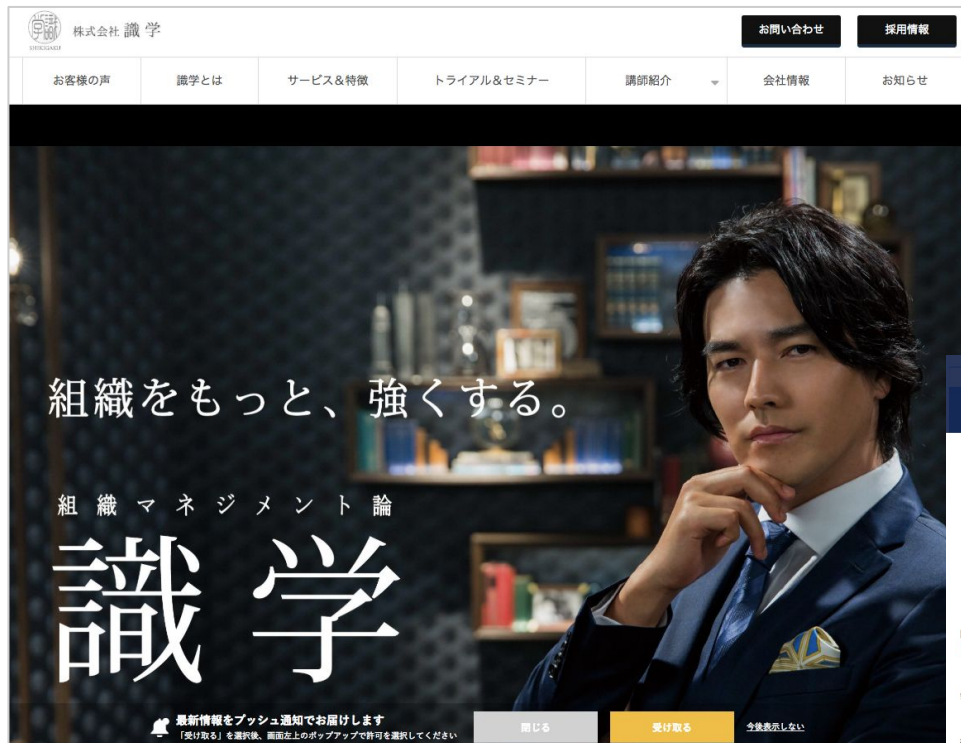 株式会社 識学
SHIKIGAKU
お問い合わせ
採用情報
お客様の声
識学とは
サービス&特徴
トライアル&セミナー
講師紹介
会社情報
お知らせ
組織をもっと、強くする。
組織マネジメント論
識学
最新情報をプッシュ通知でお届けします
「受け取る」を選択後、画面左上のポップアップで許可を選択してください
閉じる
受け取る
今後表示しない